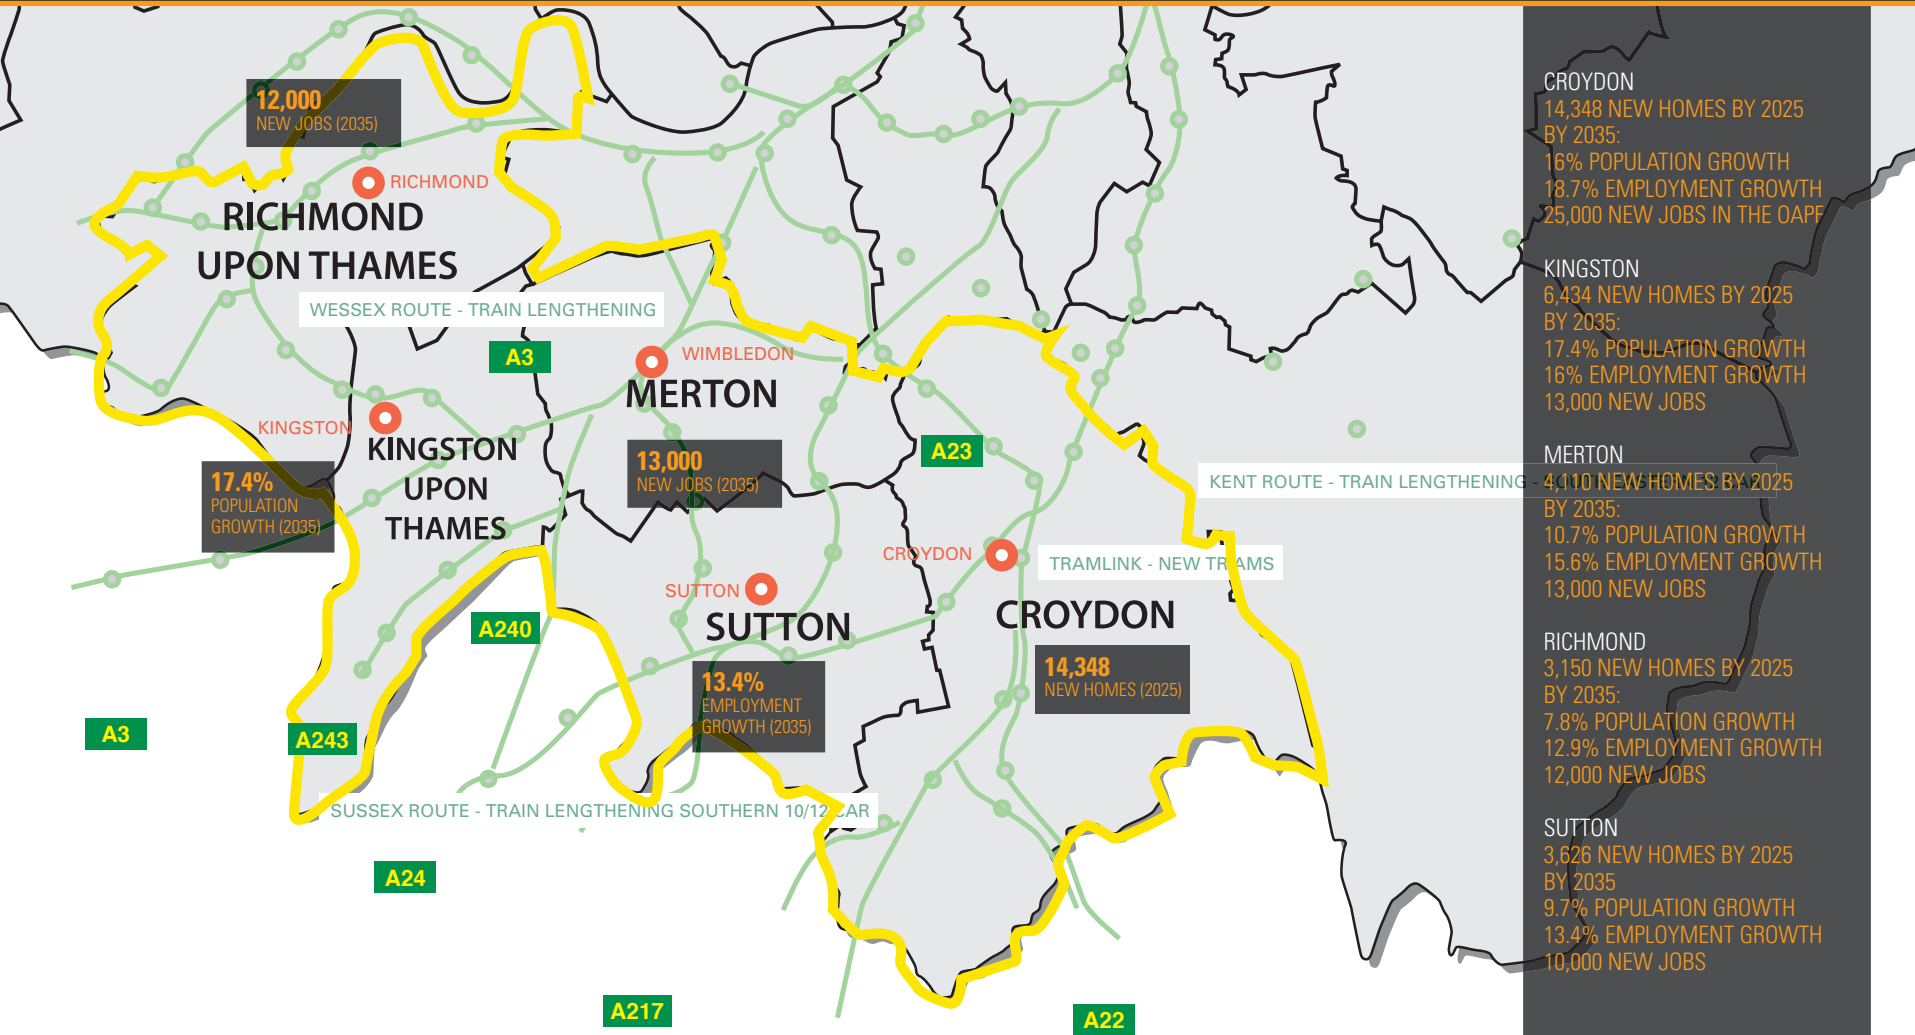 12,000
NEW JOBS (2035)
RICHMOND
RICHMOND
UPON THAMES
WESSEX ROUTE - TRAIN LENGTHENING
A3
WIMBLEDON
MERTON
KINGSTON
KINGSTON
UPON
THAMES
17.4%
POPULATION
GROWTH (2035)
13,000
NEW JOBS (2035)
A23
KENT ROUTE - TRAIN LENGTHENING -
CROYDON
TRAMLINK - NEW TRAMS
SUTTON
SUTTON
CROYDON
A240
13.4%
EMPLOYMENT
GROWTH (2035)
14,348
NEW HOMES (2025)
A3
A243
SUSSEX ROUTE - TRAIN LENGTHENING SOUTHERN 10/12 CAR
A24
A217
A22
CROYDON
14,348 NEW HOMES BY 2025
BY 2035:
16% POPULATION GROWTH
18.7% EMPLOYMENT GROWTH
25,000 NEW JOBS IN THE OAPF
KINGSTON
6,434 NEW HOMES BY 2025
BY 2035:
17.4% POPULATION GROWTH
16% EMPLOYMENT GROWTH
13,000 NEW JOBS
MERTON
4,110 NEW HOMES BY 2025
BY 2035:
10.7% POPULATION GROWTH
15.6% EMPLOYMENT GROWTH
13,000 NEW JOBS
RICHMOND
3,150 NEW HOMES BY 2025
BY 2035:
7.8% POPULATION GROWTH
12.9% EMPLOYMENT GROWTH
12,000 NEW JOBS
SUTTON
3,626 NEW HOMES BY 2025
BY 2035
9.7% POPULATION GROWTH
13.4% EMPLOYMENT GROWTH
10,000 NEW JOBS